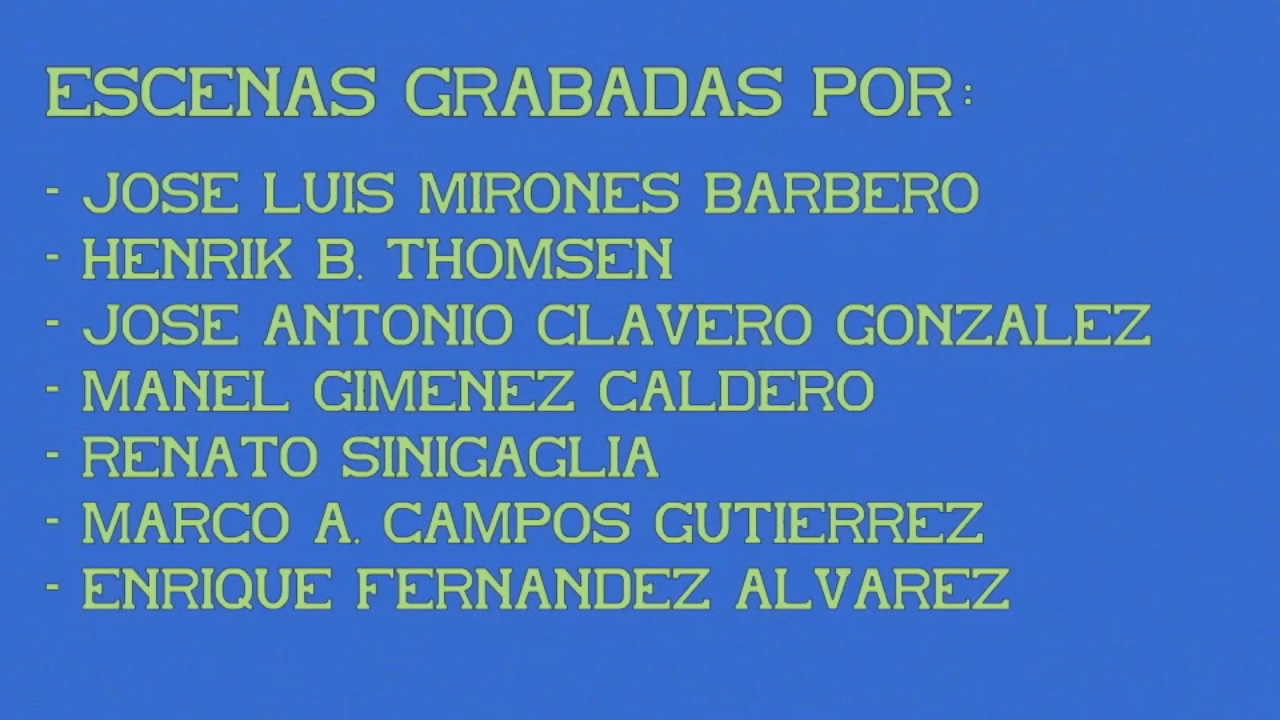 ESCENAS GRABADAS POR:
- JOSE LUIS MIRONES BARBERO
- HENRIK B. THOMSEN
- JOSE ANTONIO CLAVERO GONZALEZ
- MANEL GIMENEZ CALDERO
- RENATO SINIGAGLIA
- MARCO A. CAMPOS GUTIERREZ
- ENRIQUE FERNANDEZ ALVAREZ